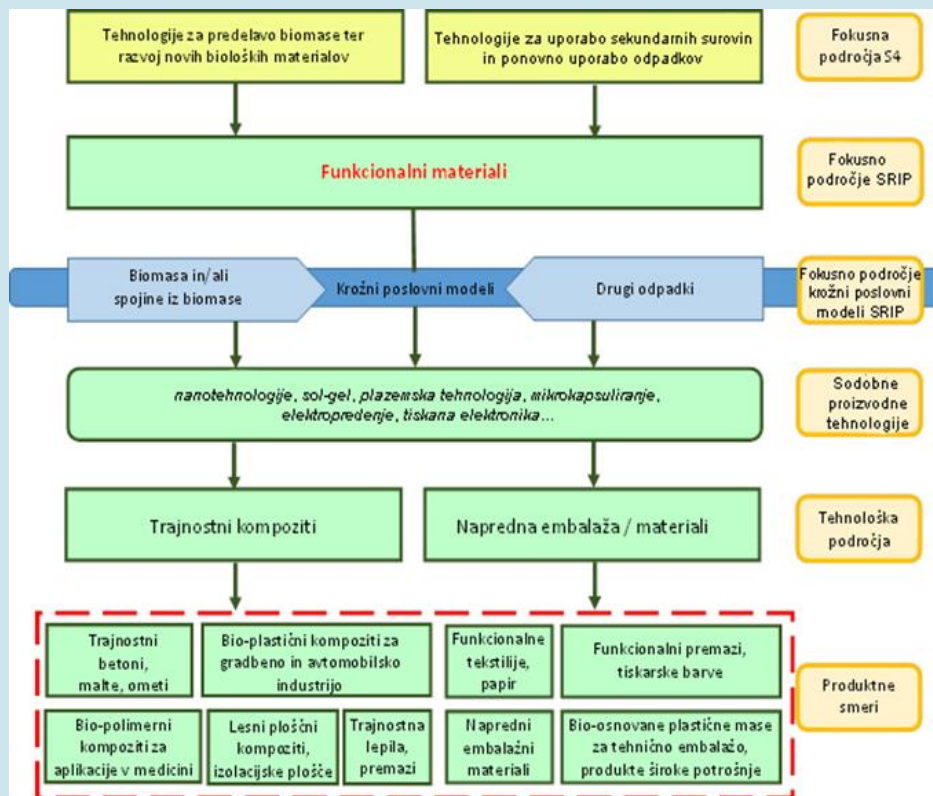 Tehnologije za predelavo biomase ter
razvoj novih bioloških materialov
Tehnologije za uporabo sekundarnih surovin
in ponovno uporabo odpadkov
Fokusna
področja S4
Funkcionalni materiali
Fokusno
področje SRIP
Biomasa in/ali
spojine iz biomase
Krožni poslovni modeli
Drugi odpadki
Fokusno področje
krožni poslovni
modeli SRIP
nanotehnologije, sol-gel, plazemska tehnologija, mikrokapsuliranje,
elektropredenje, tiskana elektronika...
Sodobne
proizvodne
tehnologije
Trajnostni kompoziti
Napredna embalaža / materiali
Tehnološka
področja
Trajnostni
betoni,
malte, ometi
Bio-plastični kompoziti za
gradbeno in avtomobilsko
industrijo
Funkcionalne
tekstilije,
papir
Funkcionalni premazi,
tiskarske barve
Produktne
smeri
Bio-polimerni
kompoziti za
aplikacije v medicini
Lesni ploščni
kompoziti,
izolacijske plošče
Trajnostna
lepila,
premazi
Napredni
embalažni
materiali
Bio-osnovane plastične mase
za tehnično embalažo,
produkte široke potrošnje